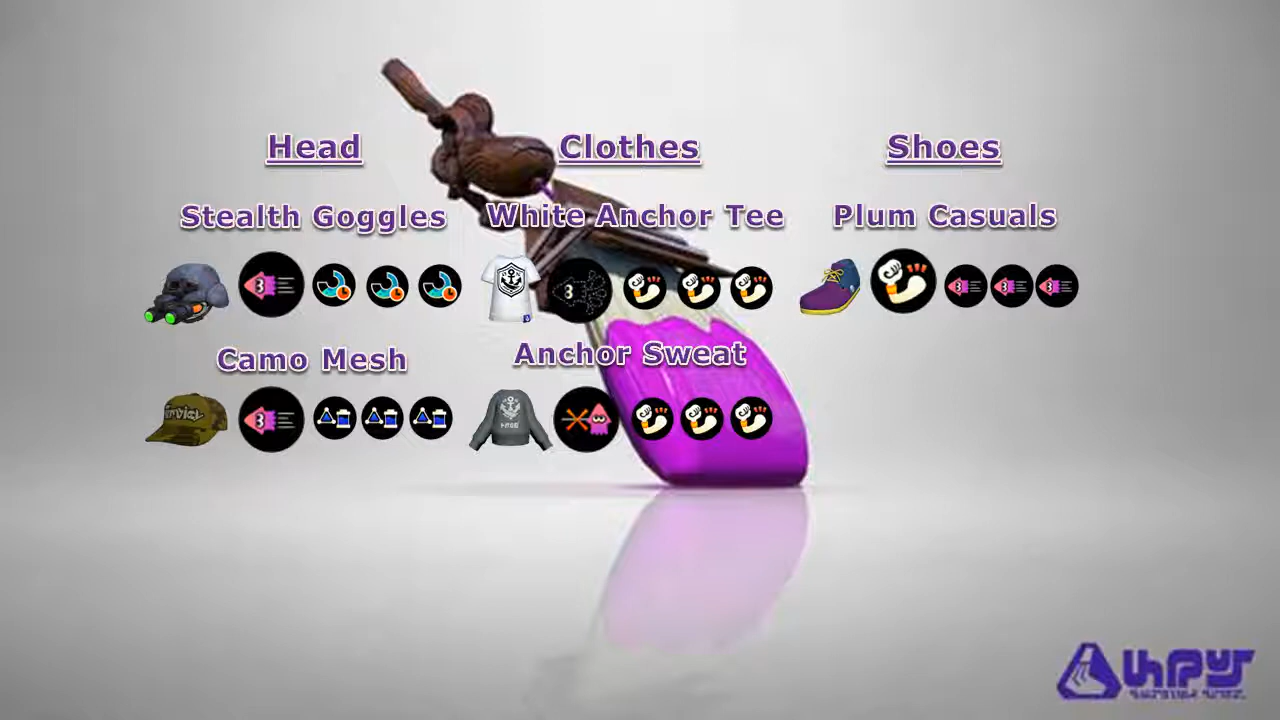 Head
Clothes
Shoes
Stealth Goggles
White Anchor Tee
Plum Casuals
Camo Mesh
Anchor Sweat